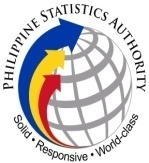 PHILIPPINE STATISTICS AUTHORITY
Solid • Responsive • World-class